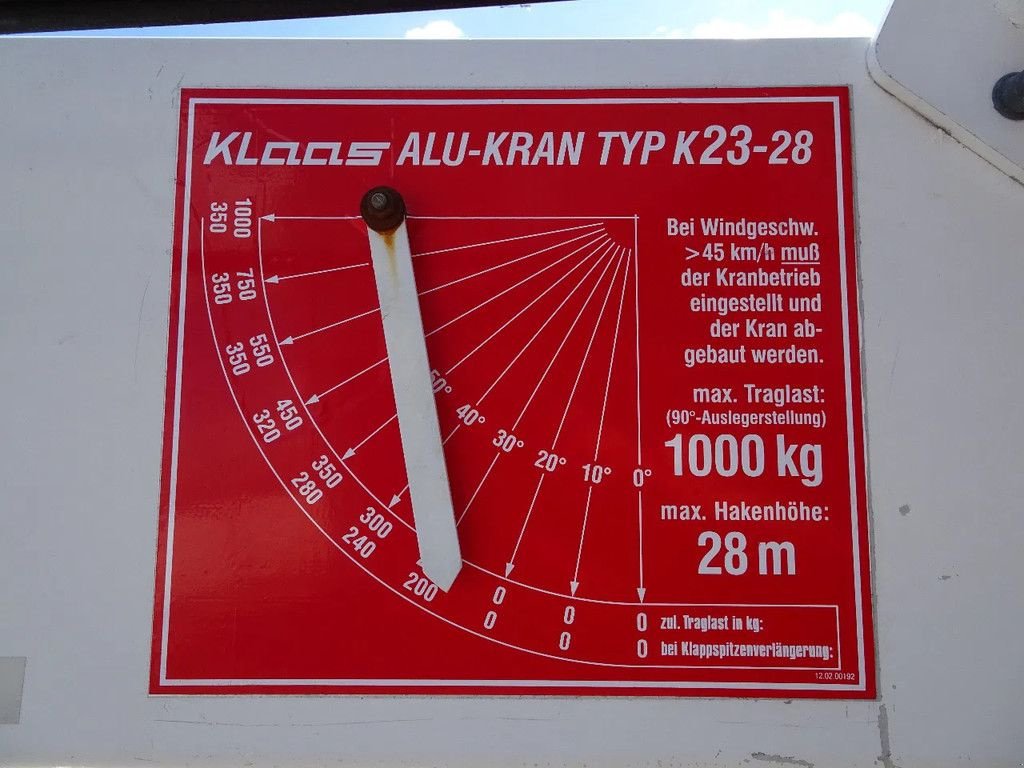 Klaas ALU-KRAN TYP K23-28
Bei Windgeschw.
>45 km/h muß
der Kranbetrieb
eingestellt und
der Kran ab-
gebaut werden.
max. Traglast:
(90°-Auslegerstellung)
1000 kg
max. Hakenhöhe:
28 m
1000
350
750
350
550
350
450
320
350
280
300
240
200
0
0
0
0
50° 40° 30° 20° 10° 0°
0 zul. Traglast in kg:
0 bei Klappspitzenverlängerung:
12.02.00192